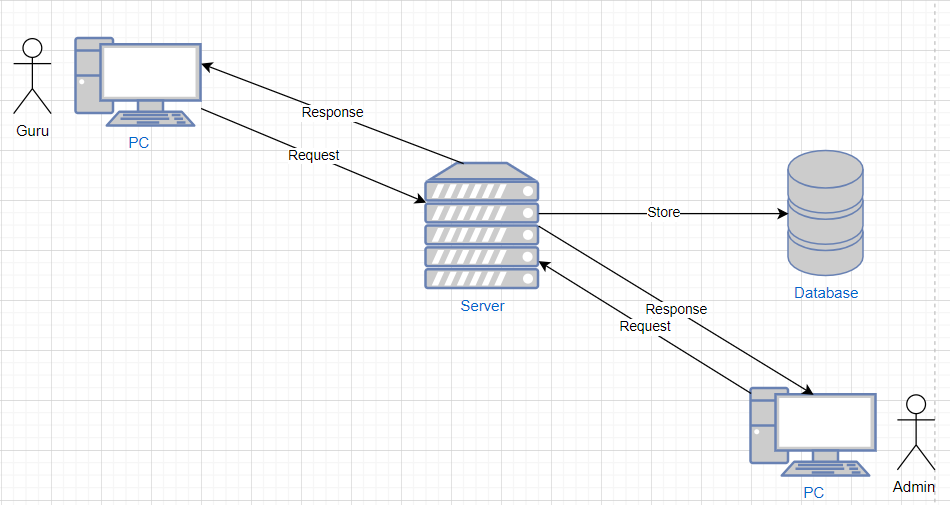 Guru
PC
Response
Request
Server
Store
Database
Response
Request
PC
Admin